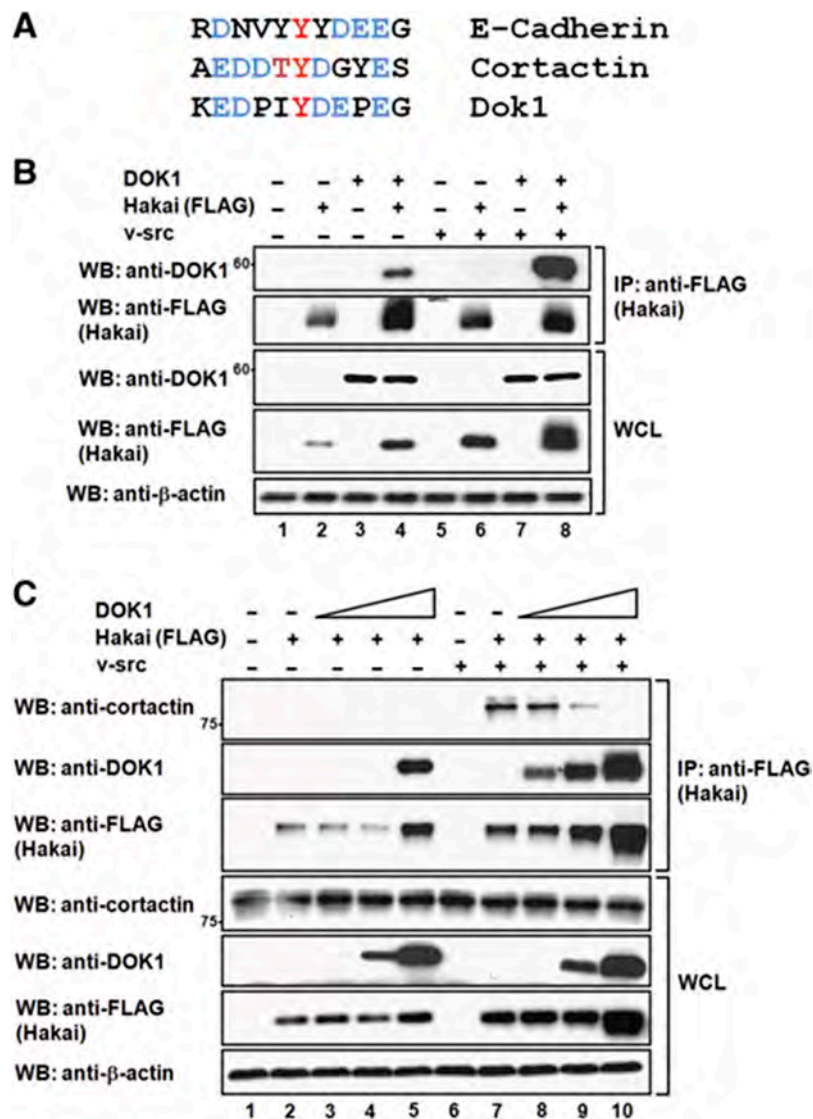 A
RDNVYYYDEEG E-Cadherin
AEDDTYDGYES Cortactin
KEDPIYDEPEG Dok1
B
DOK1 - - + + - - + +
Hakai (FLAG) - + - + - + - +
v-src - - - - + + + +
WB: anti-DOK1 60
WB: anti-FLAG
(Hakai)
IP: anti-FLAG
(Hakai)
WB: anti-DOK1 60
WB: anti-FLAG
(Hakai)
WB: anti-β-actin
WCL
1 2 3 4 5 6 7 8
C
DOK1 - - - -
Hakai (FLAG) - + + + + - + + + +
v-src - - - - - + + + + +
WB: anti-cortactin 75
WB: anti-DOK1
WB: anti-FLAG
(Hakai)
IP: anti-FLAG
(Hakai)
WB: anti-cortactin 75
WB: anti-DOK1
WB: anti-FLAG
(Hakai)
WB: anti-β-actin
WCL
1 2 3 4 5 6 7 8 9 10